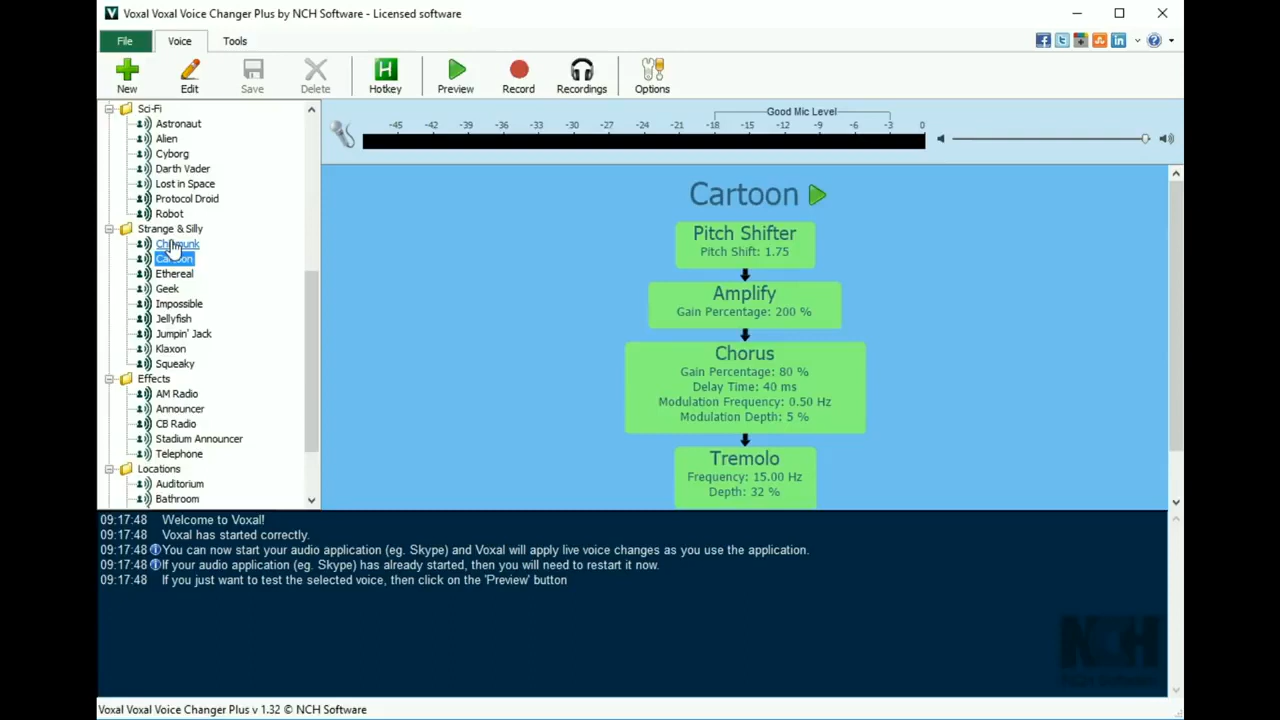 Voxal Voxal Voice Changer Plus by NCH Software - Licensed software
File Voice Tools
New Edit Save Delete Hotkey Preview Record Recordings Options
Sci-Fi
Astronaut
Alien
Cyborg
Darth Vader
Lost in Space
Protocol Droid
Robot
Strange & Silly
Cartoon
Ethereal
Geek
Impossible
Jellyfish
Jumpin' Jack
Klaxon
Squeaky
Effects
AM Radio
Announcer
CB Radio
Stadium Announcer
Telephone
Locations
Auditorium
Bathroom
Good Mic Level
-45 -42 -39 -36 -33 -30 -27 -24 -21 -18 -15 -12 -9 -6 -3 0
Cartoon
Pitch Shifter
Pitch Shift: 1.75
Amplify
Gain Percentage: 200 %
Chorus
Gain Percentage: 80 %
Delay Time: 40 ms
Modulation Frequency: 0.50 Hz
Modulation Depth: 5 %
Tremolo
Frequency: 15.00 Hz
Depth: 32 %
09:17:48 Welcome to Voxal!
09:17:48 Voxal has started correctly.
09:17:48 You can now start your audio application (eg. Skype) and Voxal will apply live voice changes as you use the application.
09:17:48 If your audio application (eg. Skype) has already started, then you will need to restart it now.
09:17:48 If you just want to test the selected voice, then click on the 'Preview' button
NCH
Voxal Voxal Voice Changer Plus v 1.32 © NCH Software